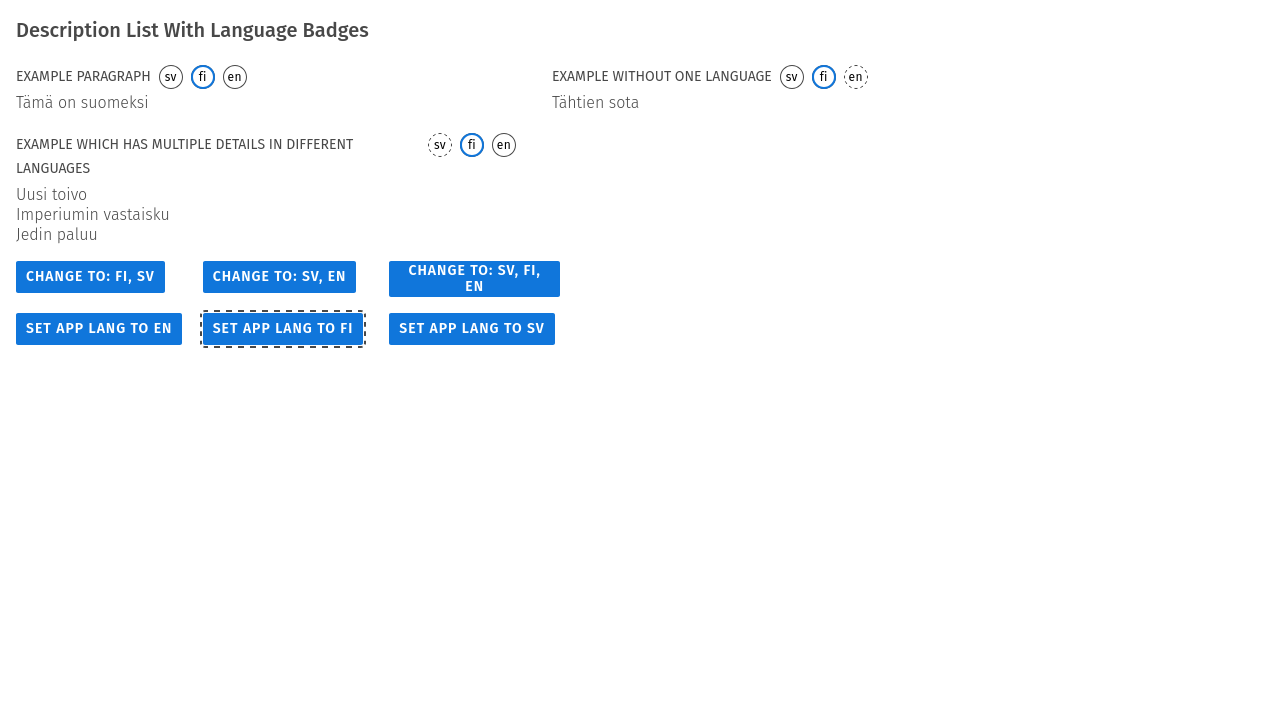 Description List With Language Badges
EXAMPLE PARAGRAPH sv fi en
Tämä on suomeksi
EXAMPLE WITHOUT ONE LANGUAGE sv fi en
Tähtien sota
EXAMPLE WHICH HAS MULTIPLE DETAILS IN DIFFERENT sv fi en
LANGUAGES
Uusi toivo
Imperiumin vastaisku
Jedin paluu
CHANGE TO: FI, SV
CHANGE TO: SV, EN
CHANGE TO: SV, FI,
EN
SET APP LANG TO EN
SET APP LANG TO FI
SET APP LANG TO SV